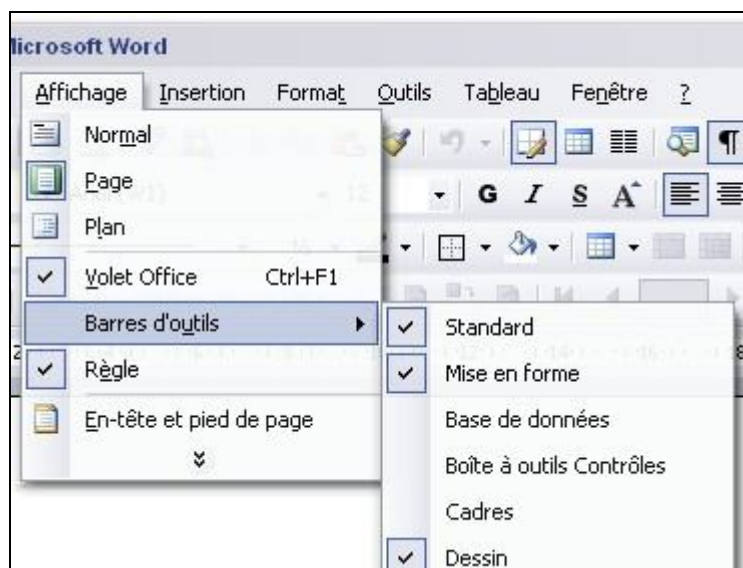 Microsoft Word
Affichage Insertion Format Outils Tableau Fenêtre ?
Normal
Page
Plan
Volet Office Ctrl+F1
Barres d'outils
Règle
En-tête et pied de page
12
G I S A
Standard
Mise en forme
Base de données
Boîte à outils Contrôles
Cadres
Dessin